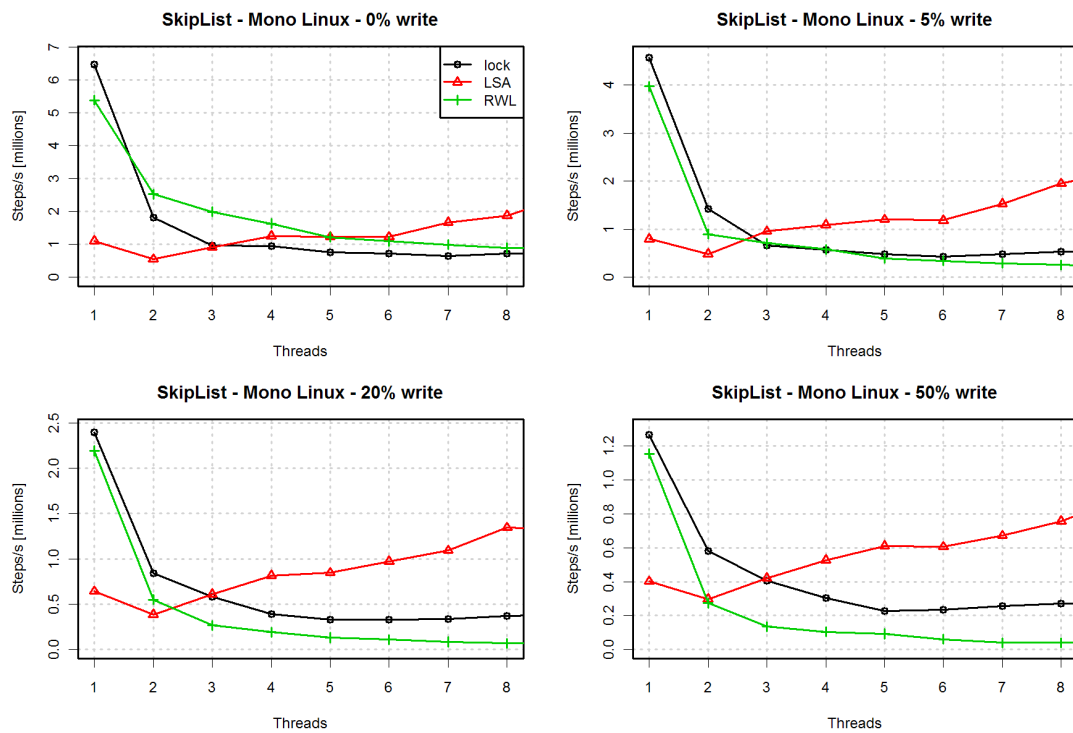 SkipList - Mono Linux - 0% write
Steps/s [millions]
7
6
5
4
3
2
1
0
lock
LSA
RWL
1 2 3 4 5 6 7 8
Threads
SkipList - Mono Linux - 5% write
Steps/s [millions]
4
3
2
1
0
1 2 3 4 5 6 7 8
Threads
SkipList - Mono Linux - 20% write
Steps/s [millions]
2.5
2.0
1.5
1.0
0.5
0.0
1 2 3 4 5 6 7 8
Threads
SkipList - Mono Linux - 50% write
Steps/s [millions]
1.2
1.0
0.8
0.6
0.4
0.2
0.0
1 2 3 4 5 6 7 8
Threads